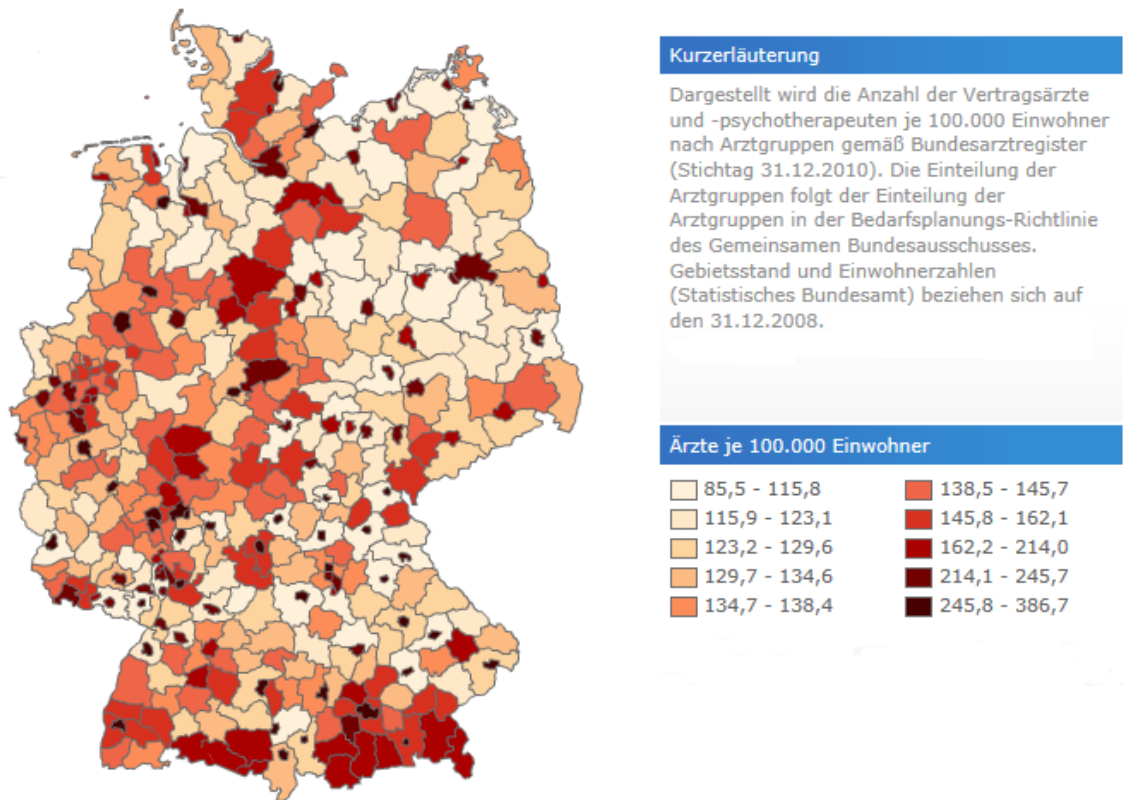 Kurzerläuterung
Dargestellt wird die Anzahl der Vertragsärzte
und -psychotherapeuten je 100.000 Einwohner
nach Arztgruppen gemäß Bundesarztregister
(Stichtag 31.12.2010). Die Einteilung der
Arztgruppen folgt der Einteilung der
Arztgruppen in der Bedarfsplanungs-Richtlinie
des Gemeinsamen Bundesausschusses.
Gebietsstand und Einwohnerzahlen
(Statistisches Bundesamt) beziehen sich auf
den 31.12.2008.
Ärzte je 100.000 Einwohner
85,5 - 115,8
115,9 - 123,1
123,2 - 129,6
129,7 - 134,6
134,7 - 138,4
138,5 - 145,7
145,8 - 162,1
162,2 - 214,0
214,1 - 245,7
245,8 - 386,7